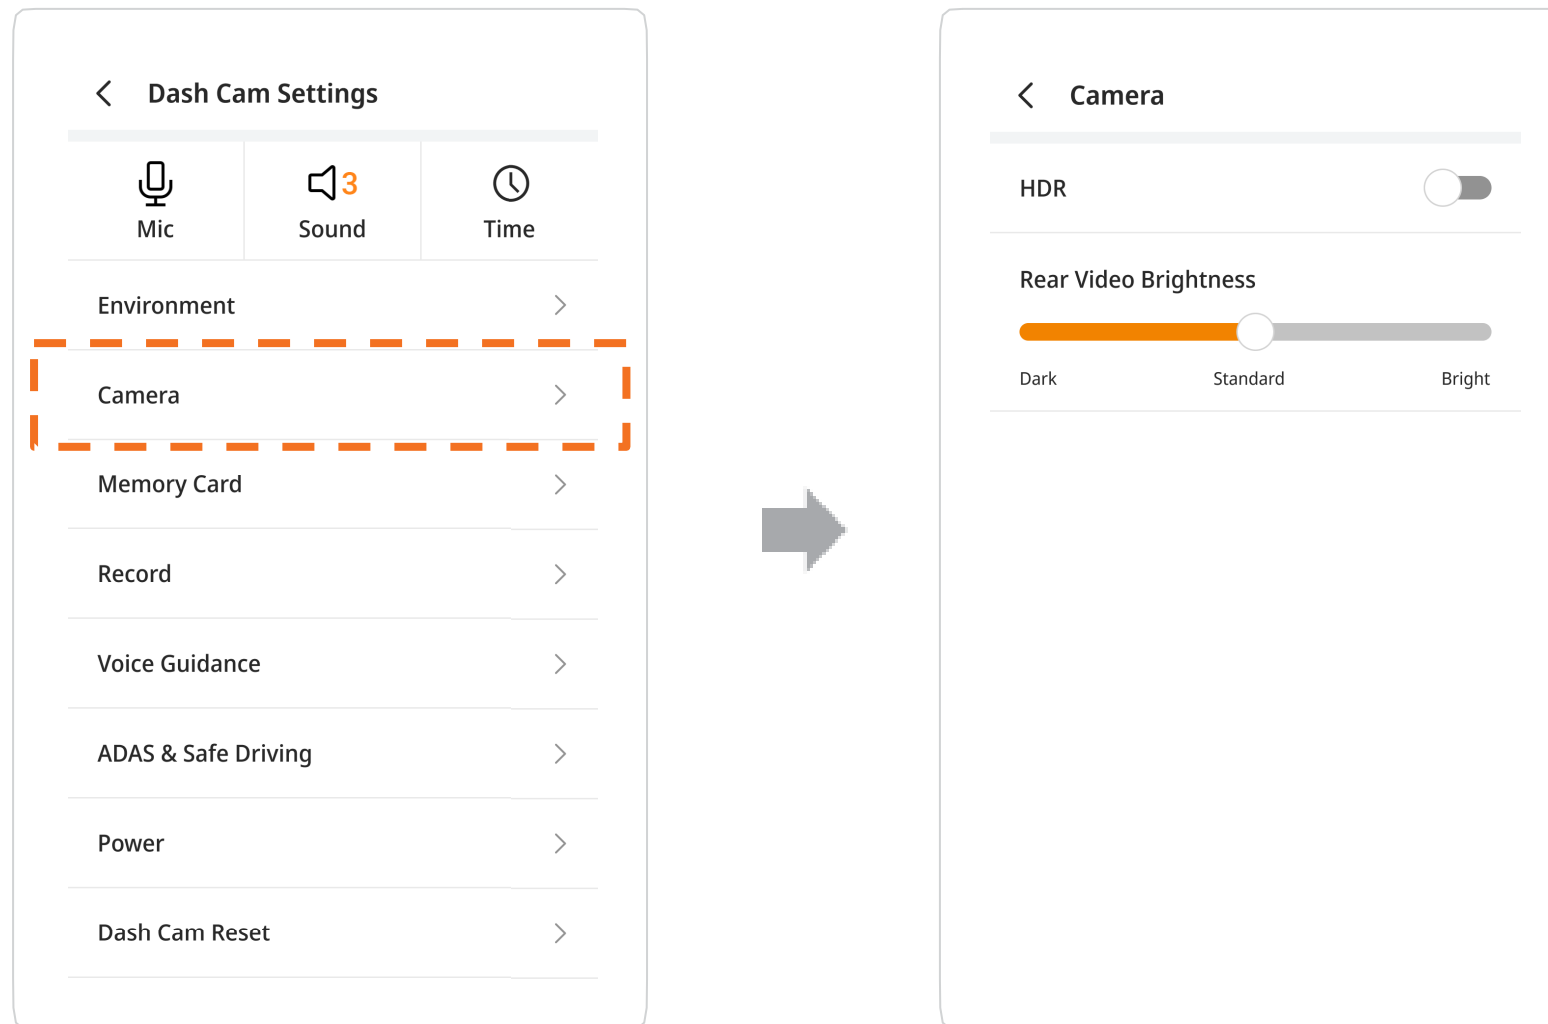 Dash Cam Settings
Mic
3
Sound
Time
Environment
Camera
Memory Card
Record
Voice Guidance
ADAS & Safe Driving
Power
Dash Cam Reset
Camera
HDR
Rear Video Brightness
Dark Standard Bright